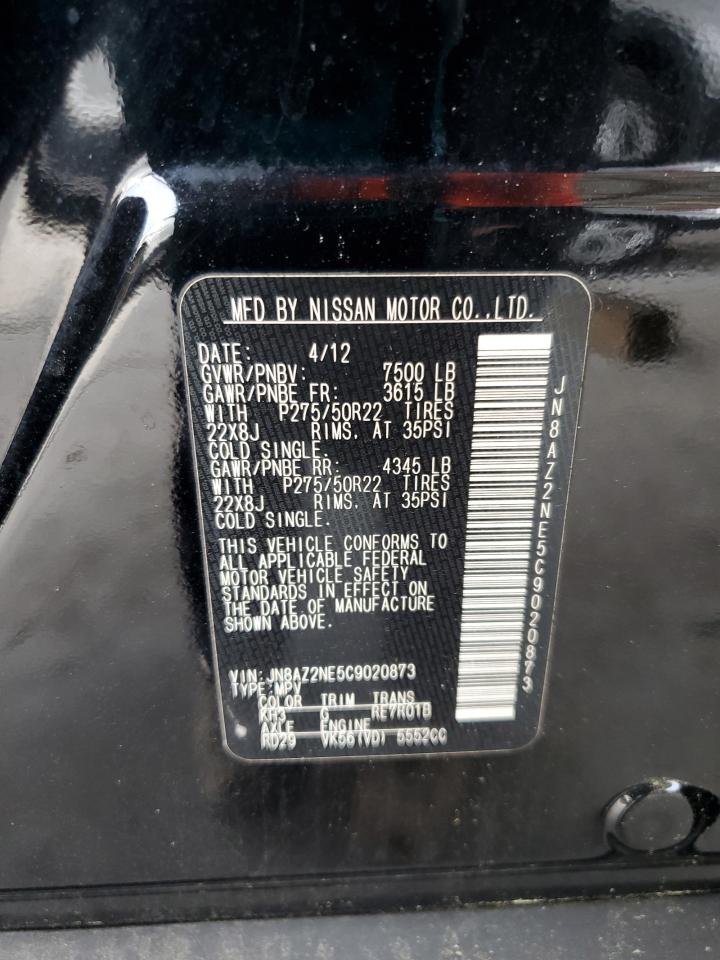 MFD BY NISSAN MOTOR CO.,LTD.
DATE: 4/12
GVWR/PNBV: 7500 LB
GAWR/PNBE FR: 3615 LB
WITH P275/50R22 TIRES
22X8J RIMS. AT 35PSI
COLD SINGLE.
GAWR/PNBE RR: 4345 LB
WITH P275/50R22 TIRES
22X8J RIMS. AT 35PSI
COLD SINGLE.
THIS VEHICLE CONFORMS TO
ALL APPLICABLE FEDERAL
MOTOR VEHICLE SAFETY
STANDARDS IN EFFECT ON
THE DATE OF MANUFACTURE
SHOWN ABOVE.
VIN: JN8AZ2NE5C9020873
TYPE: MPV
COLOR TRIM TRANS
KH3 G RE7R01B
AXLE ENGINE
RD29 VK56(VD) 5552CC
JN8AZ2NE5C9020873